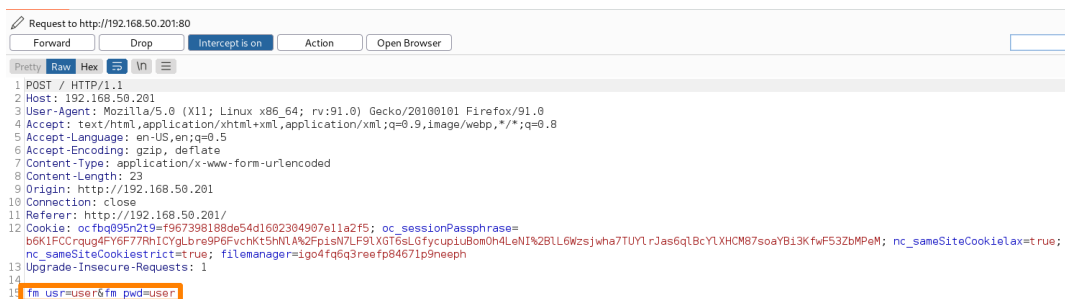 Request to http://192.168.50.201:80
Forward Drop Intercept is on Action Open Browser
Pretty Raw Hex \n
1 POST / HTTP/1.1
2 Host: 192.168.50.201
3 User-Agent: Mozilla/5.0 (X11; Linux x86_64; rv:91.0) Gecko/20100101 Firefox/91.0
4 Accept: text/html,application/xhtml+xml,application/xml;q=0.9,image/webp,*/*;q=0.8
5 Accept-Language: en-US,en;q=0.5
6 Accept-Encoding: gzip, deflate
7 Content-Type: application/x-www-form-urlencoded
8 Content-Length: 23
9 Origin: http://192.168.50.201
10 Connection: close
11 Referer: http://192.168.50.201/
12 Cookie: ocfbq095n2t9=f967398188de54d1602304907e11a2f5; oc_sessionPassphrase=
b6K1FCCrqug4FY6F77RhICYgLbre9P6FvchKt5hNlA%2FpisN7LF9lXGT6sLGfycupiuBomOh4LeNI%2BlL6Wzsjwha7TUYlrJas6qlBcYlXHCM87soaYBi3KfwF53ZbMPeM; nc_sameSiteCookielax=true;
nc_sameSiteCookiestrict=true; filemanager=igo4fq6q3reefp84671p9neeph
13 Upgrade-Insecure-Requests: 1
14
15 fm_usr=user&fm_pwd=user